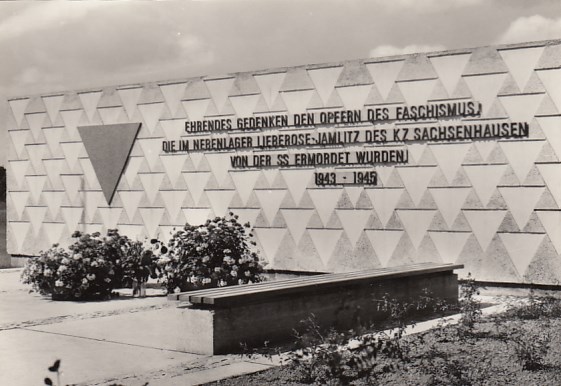 EHRENDES GEDENKEN DEN OPFERN DES FASCHISMUS,
DIE IM NEBENLAGER LIEBEROSE-JAMLITZ DES KZ SACHSENHAUSEN
VON DER SS ERMORDET WURDEN.
1943 - 1945